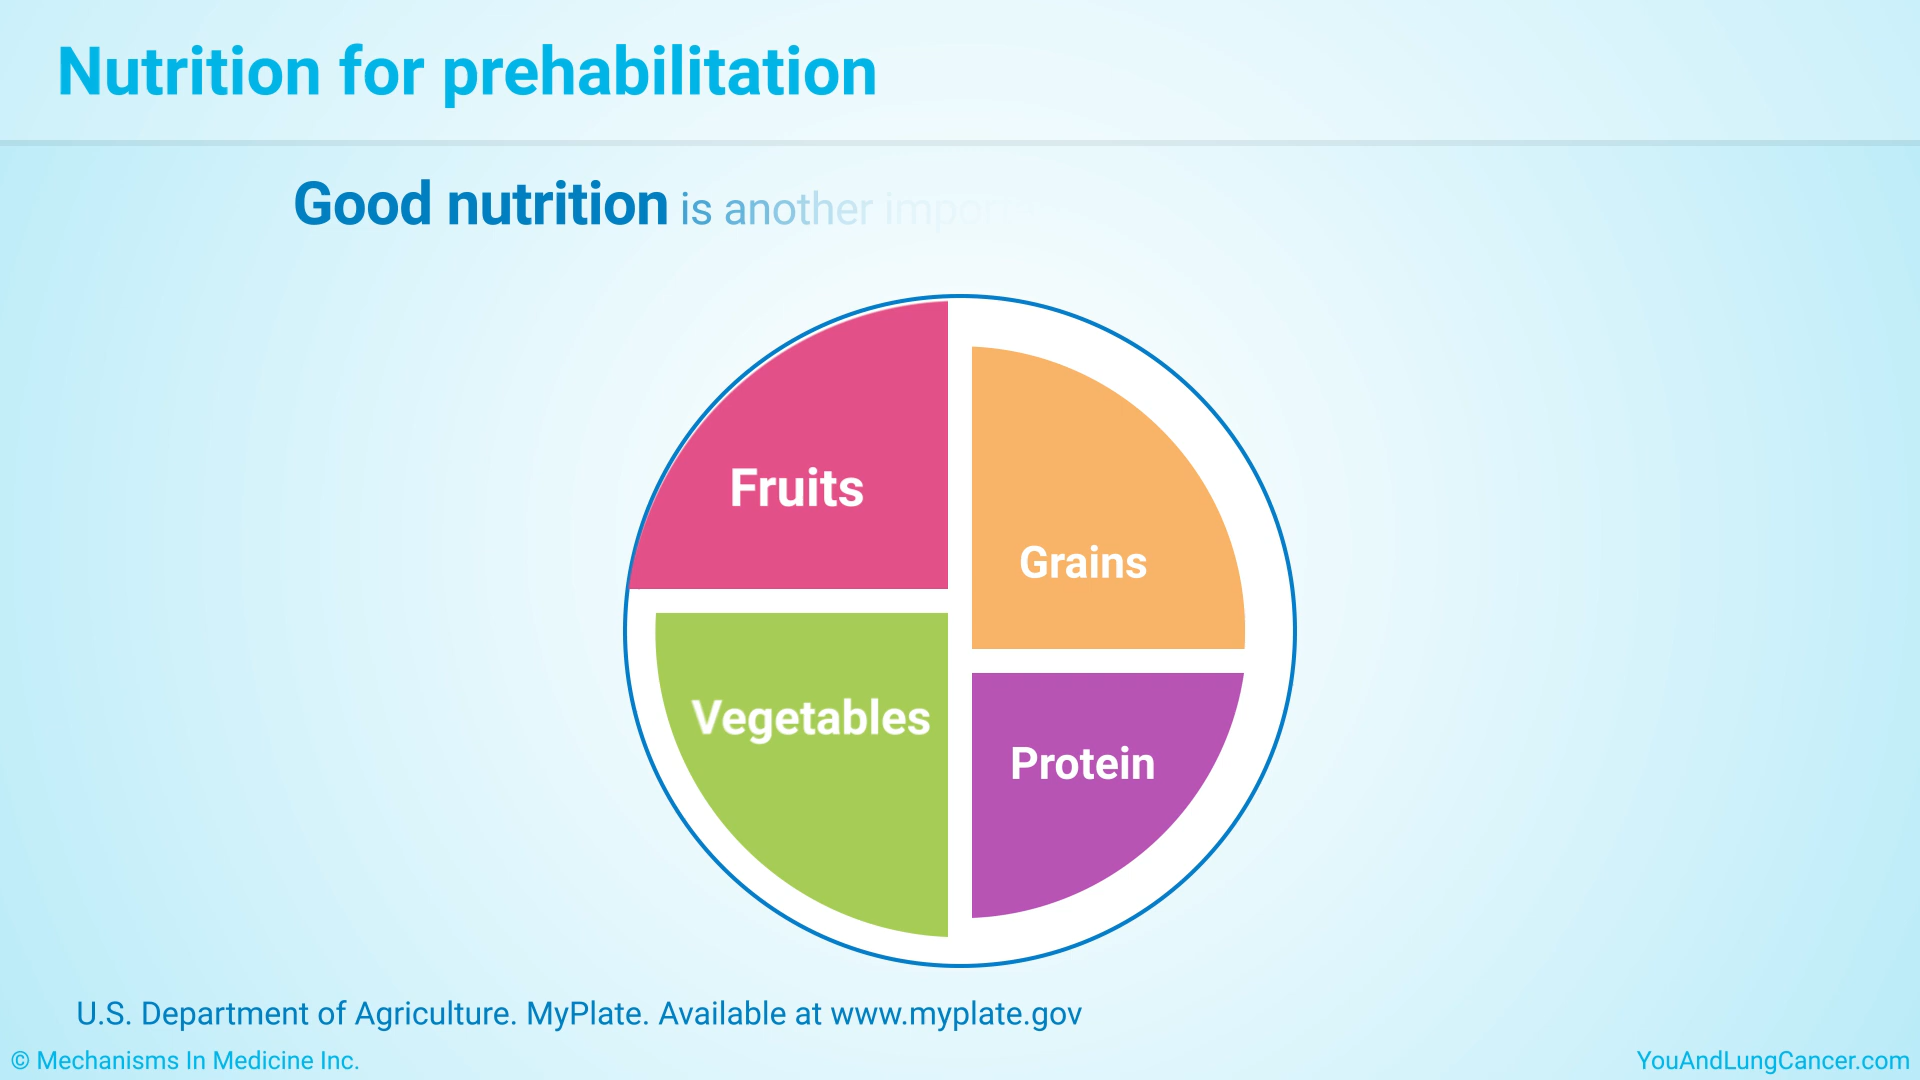 Nutrition for prehabilitation
Good nutrition is another
Fruits
Grains
Vegetables
Protein
U.S. Department of Agriculture. MyPlate. Available at www.myplate.gov
© Mechanisms In Medicine Inc.
YouAndLungCancer.com